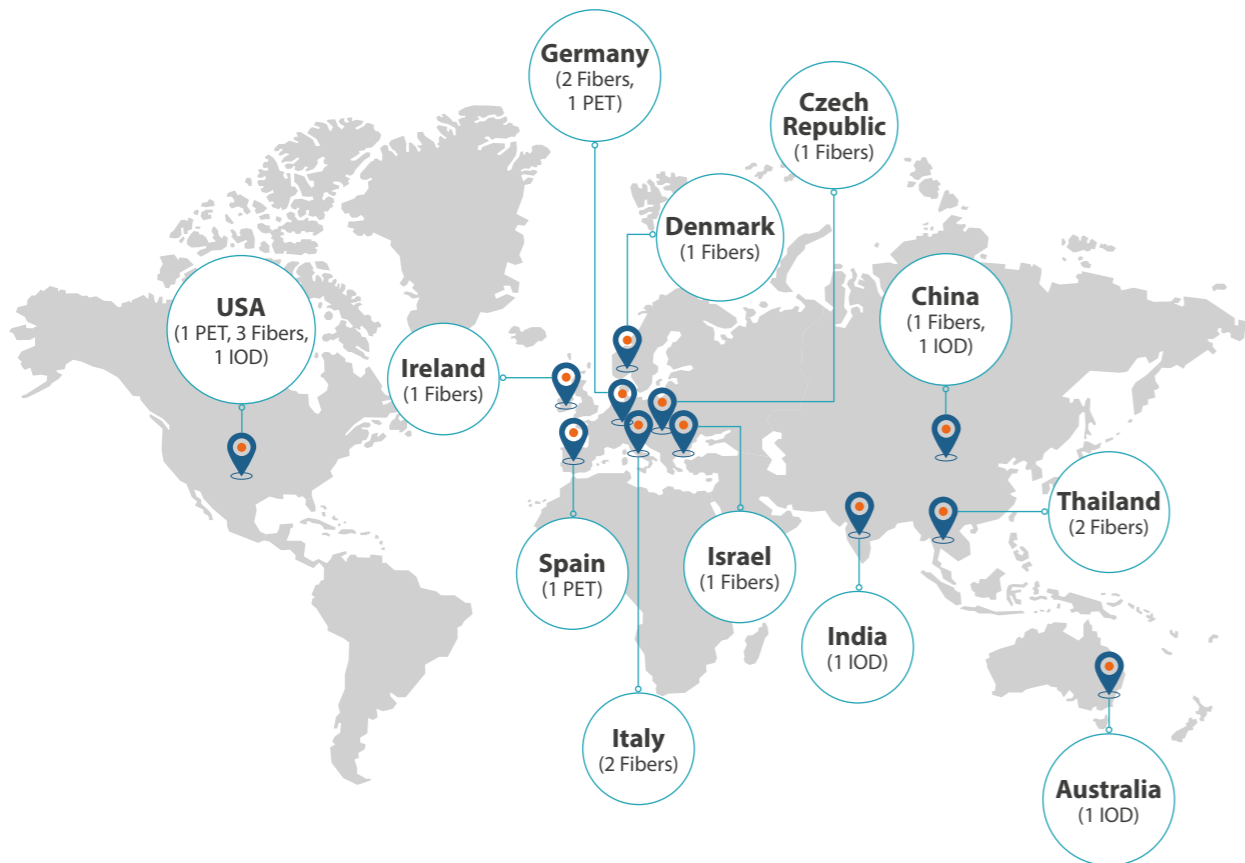 Germany
(2 Fibers,
1 PET)
Czech
Republic
(1 Fibers)
Denmark
(1 Fibers)
USA
(1 PET, 3 Fibers,
1 IOD)
China
(1 Fibers,
1 IOD)
Ireland
(1 Fibers)
Thailand
(2 Fibers)
Spain
(1 PET)
Israel
(1 Fibers)
India
(1 IOD)
Italy
(2 Fibers)
Australia
(1 IOD)